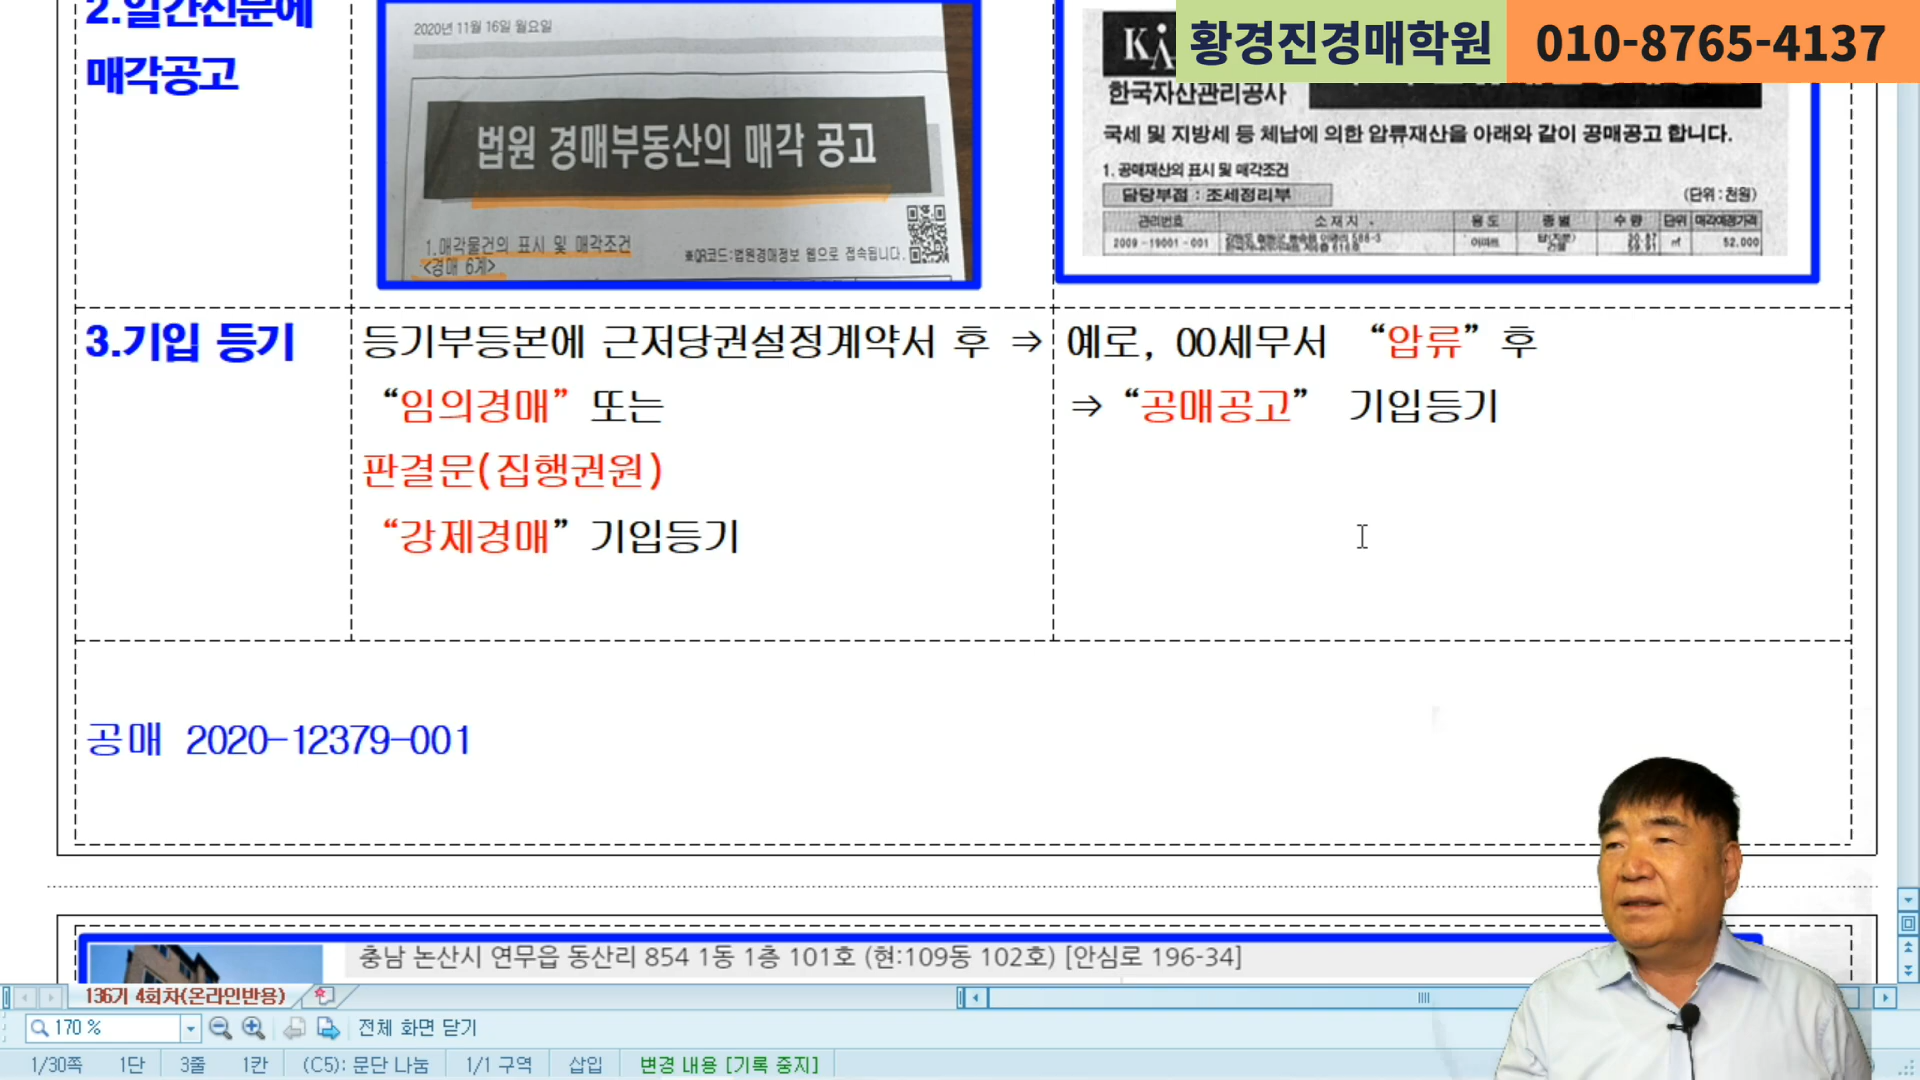 황경진경매학원 010-8765-4137
2.일간신문에
매각공고
2020년 11월 16일 월요일
법원 경매부동산의 매각 공고
1.매각물건의 표시 및 매각조건
<경매 6계>
※QR코드:법원경매정보 웹으로 접속됩니다.
한국자산관리공사
국세 및 지방세 등 체납에 의한 압류재산을 아래와 같이 공매공고 합니다.
1. 공매재산의 표시 및 매각조건
담당부점 : 조세정리부
(단위 : 천원)
관리번호 소 재 지 용 도 종 별 수 량 단위 매각예정가격
2009-19001-001 아파트 ㎡ 52,000
3.기입 등기
등기부등본에 근저당권설정계약서 후 ⇒
“임의경매” 또는
판결문(집행권원)
“강제경매” 기입등기
예로, 00세무서 “압류” 후
⇒ “공매공고” 기입등기
공매 2020-12379-001
충남 논산시 연무읍 동산리 854 1동 1층 101호 (현:109동 102호) [안심로 196-34]
136기 4회차(온라인반용)
170 %
전체 화면 닫기
1/30쪽 1단 3줄 1칸 (C5): 문단 나눔 1/1 구역 삽입 변경 내용 [기록 중지]